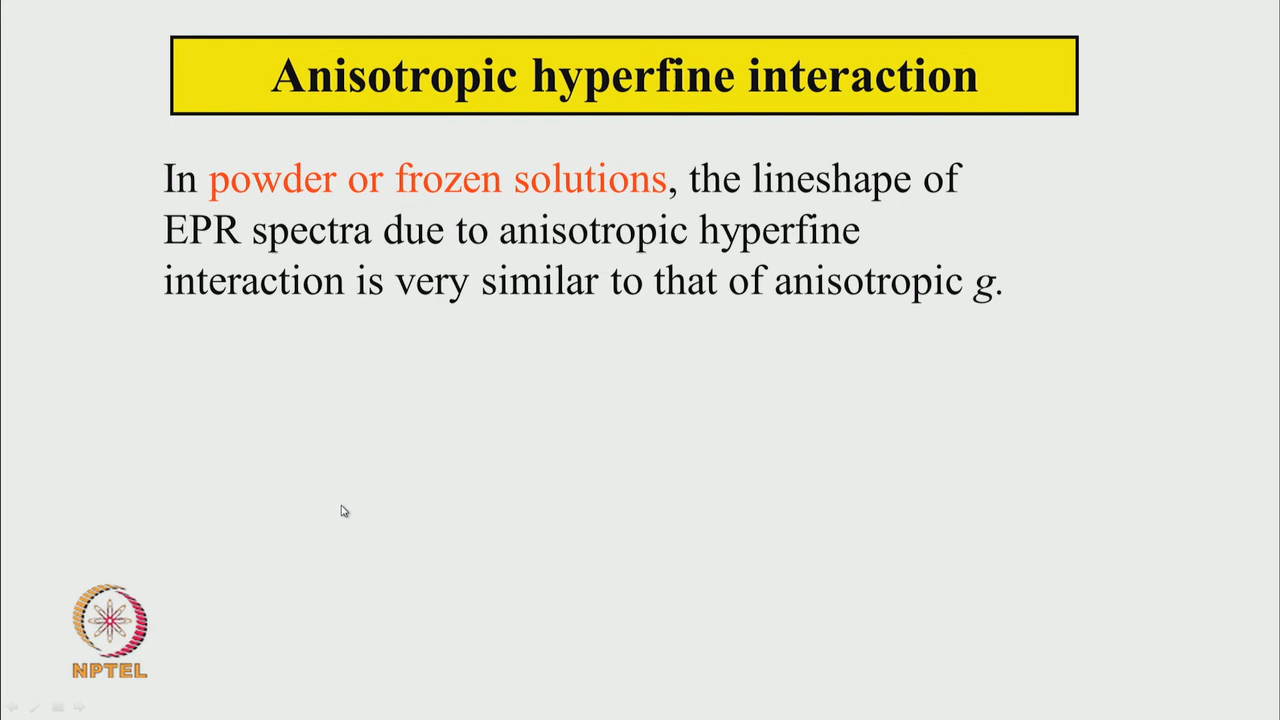 Anisotropic hyperfine interaction
In powder or frozen solutions, the lineshape of
EPR spectra due to anisotropic hyperfine
interaction is very similar to that of anisotropic g.
NPTEL